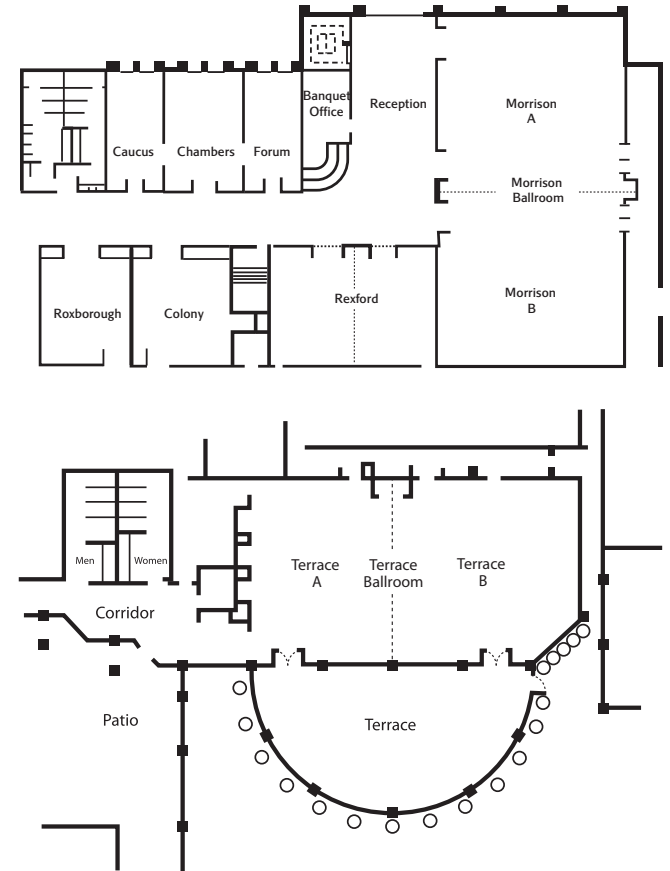 Banquet
Office
Reception
Morrison
A
Caucus
Chambers
Forum
Morrison
Ballroom
Roxborough
Colony
Rexford
Morrison
B
Men
Women
Terrace
A
Terrace
Ballroom
Terrace
B
Corridor
Patio
Terrace